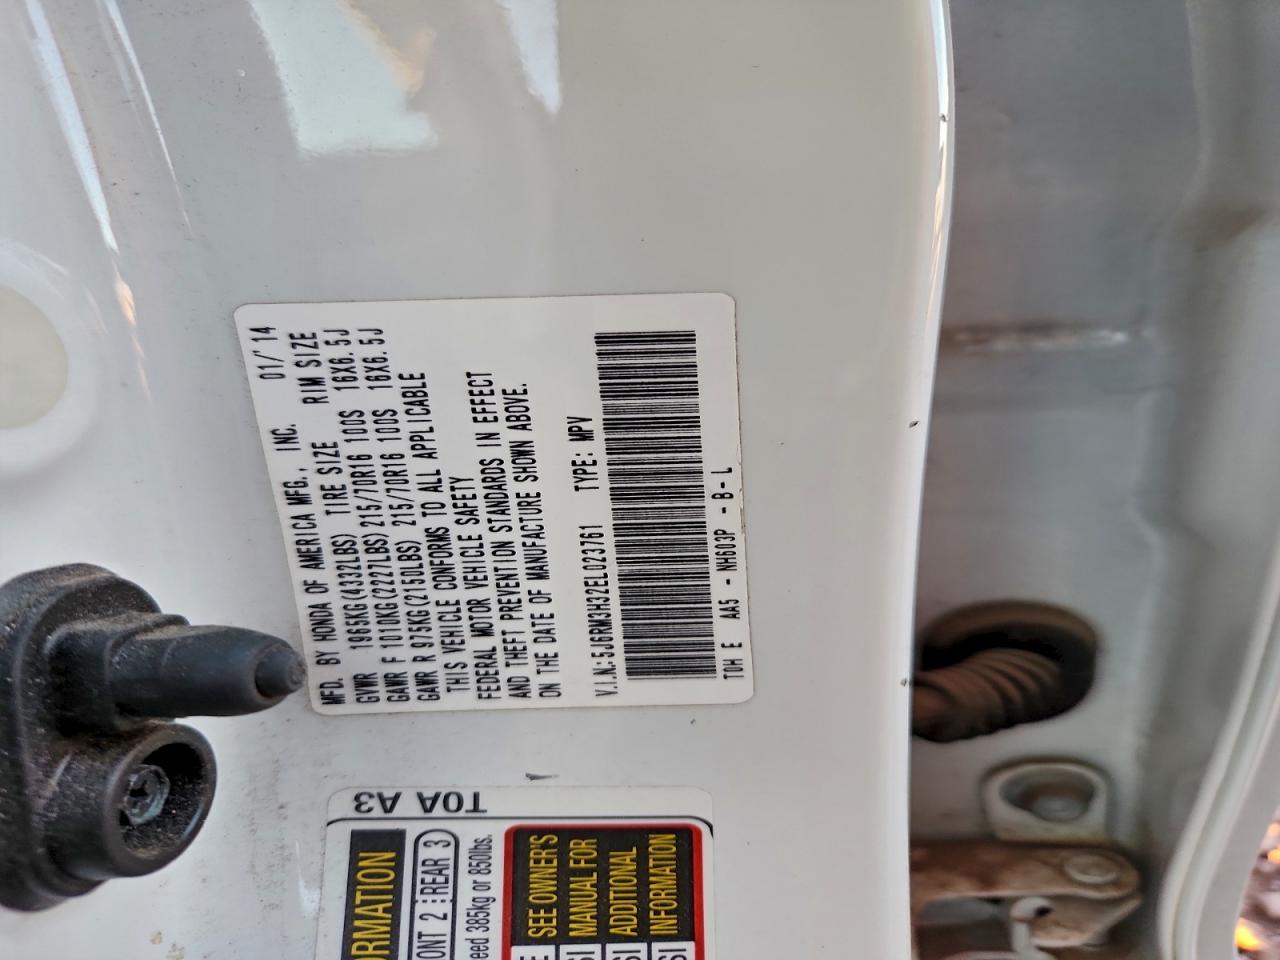 MFD. BY HONDA OF AMERICA MFG., INC. 01/'14
GVWR 1965KG(4332LBS) TIRE SIZE RIM SIZE
GAWR F 1010KG(2227LBS) 215/70R16 100S 16X6.5J
GAWR R 975KG(2150LBS) 215/70R16 100S 16X6.5J
THIS VEHICLE CONFORMS TO ALL APPLICABLE
FEDERAL MOTOR VEHICLE SAFETY
AND THEFT PREVENTION STANDARDS IN EFFECT
ON THE DATE OF MANUFACTURE SHOWN ABOVE.
V.I.N.: 5J6RM3H32EL023761 TYPE: MPV
T0H E AA5 - NH603P -B-L
T0A A3
ORMATION
ONT 2 REAR 3
eed 385kg or 850lbs.
SEE OWNER'S
MANUAL FOR
ADDITIONAL
INFORMATION